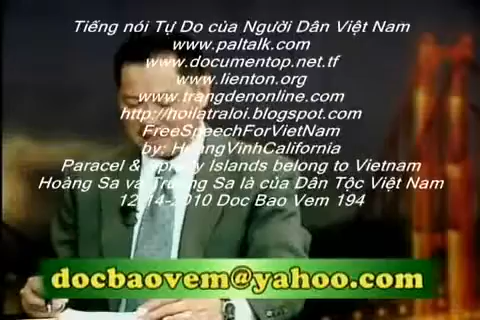 Tiếng nói Tự Do của Người Dân Việt Nam
www.paltalk.com
www.documentop.net.tf
www.lienton.org
www.trangdenonline.com
http://hoilatraloi.blogspot.com
FreeSpeechForVietNam
by: HoangVinhCalifornia
Paracel & Spratly Islands belong to Vietnam
Hoàng Sa và Trường Sa là của Dân Tộc Việt Nam
12-14-2010 Doc Bao Vem 194
docbaovem@yahoo.com